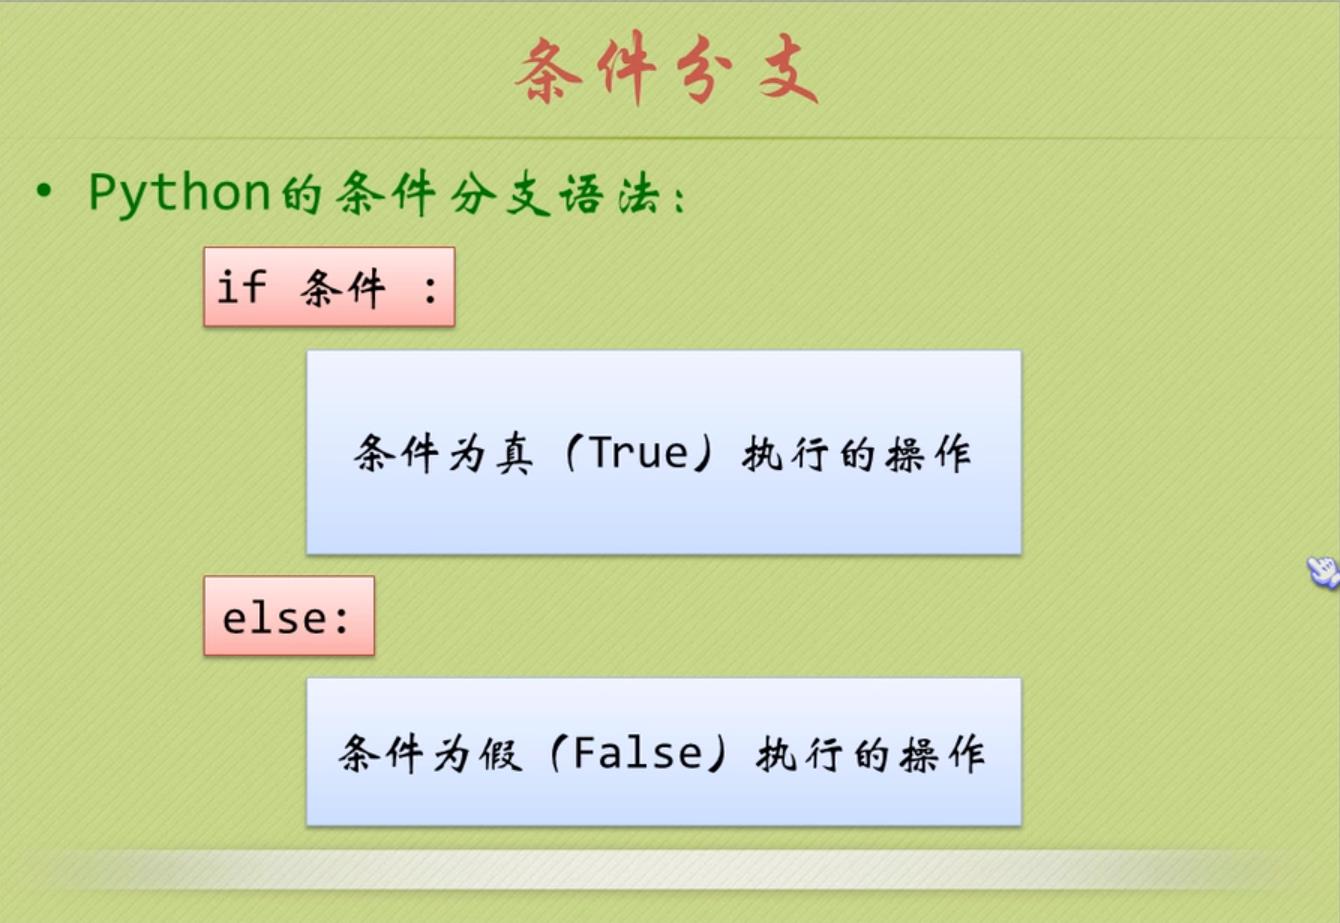 条件分支
• Python的条件分支语法：
if 条件 :
条件为真（True）执行的操作
else:
条件为假（False）执行的操作